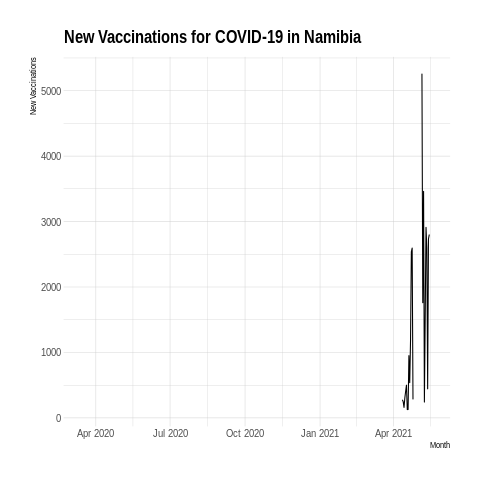 New Vaccinations for COVID-19 in Namibia
New Vaccinations
5000
4000
3000
2000
1000
0
Apr 2020
Jul 2020
Oct 2020
Jan 2021
Apr 2021
Month